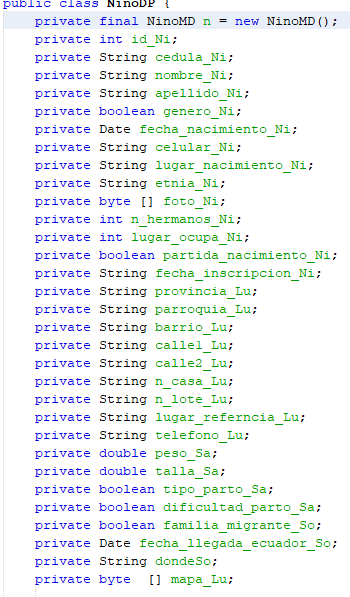 public class NinoDP {
private final NinoMD n = new NinoMD();
private int id_Ni;
private String cedula_Ni;
private String nombre_Ni;
private String apellido_Ni;
private boolean genero_Ni;
private Date fecha_nacimiento_Ni;
private String celular_Ni;
private String lugar_nacimiento_Ni;
private String etnia_Ni;
private byte [] foto_Ni;
private int n_hermanos_Ni;
private int lugar_ocupa_Ni;
private boolean partida_nacimiento_Ni;
private String fecha_inscripcion_Ni;
private String provincia_Lu;
private String parroquia_Lu;
private String barrio_Lu;
private String calle1_Lu;
private String calle2_Lu;
private String n_casa_Lu;
private String n_lote_Lu;
private String lugar_referncia_Lu;
private String telefono_Lu;
private double peso_Sa;
private double talla_Sa;
private boolean tipo_parto_Sa;
private boolean dificultad_parto_Sa;
private boolean familia_migrante_So;
private Date fecha_llegada_ecuador_So;
private String dondeSo;
private byte  [] mapa_Lu;